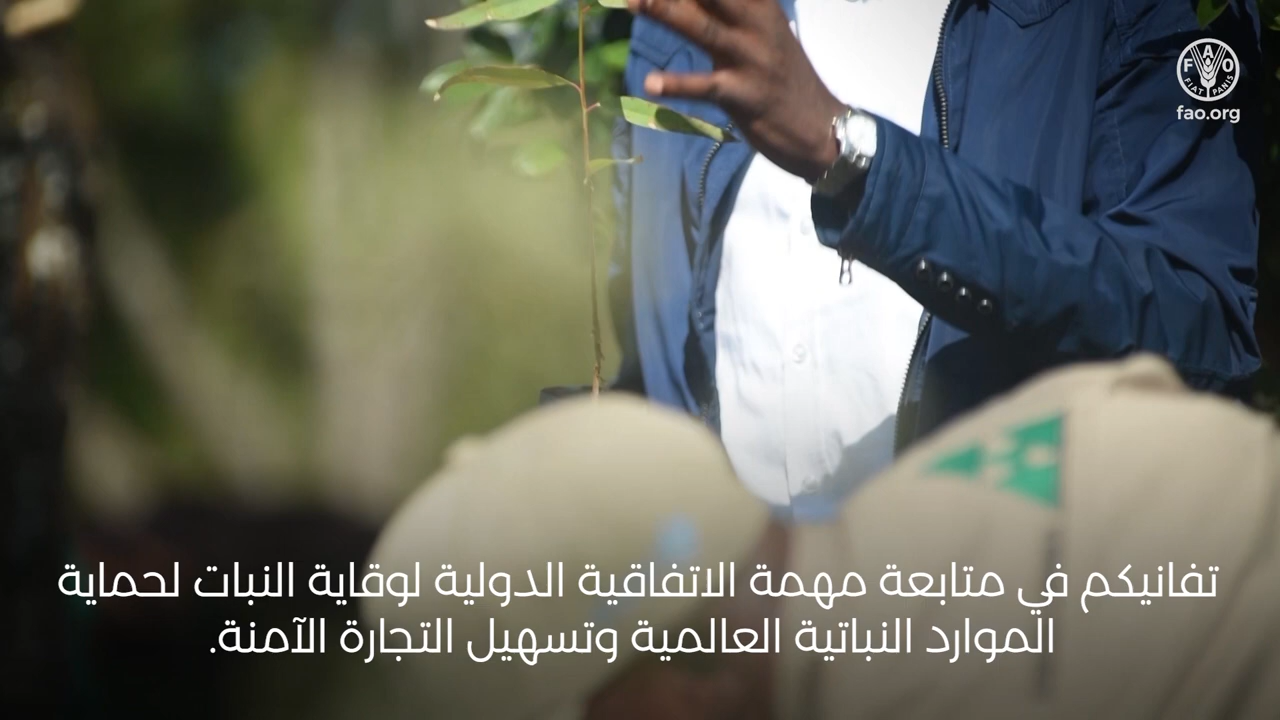 FAO
FIAT PANIS
fao.org
تفانيكم في متابعة مهمة الاتفاقية الدولية لوقاية النبات لحماية
الموارد النباتية العالمية وتسهيل التجارة الآمنة.